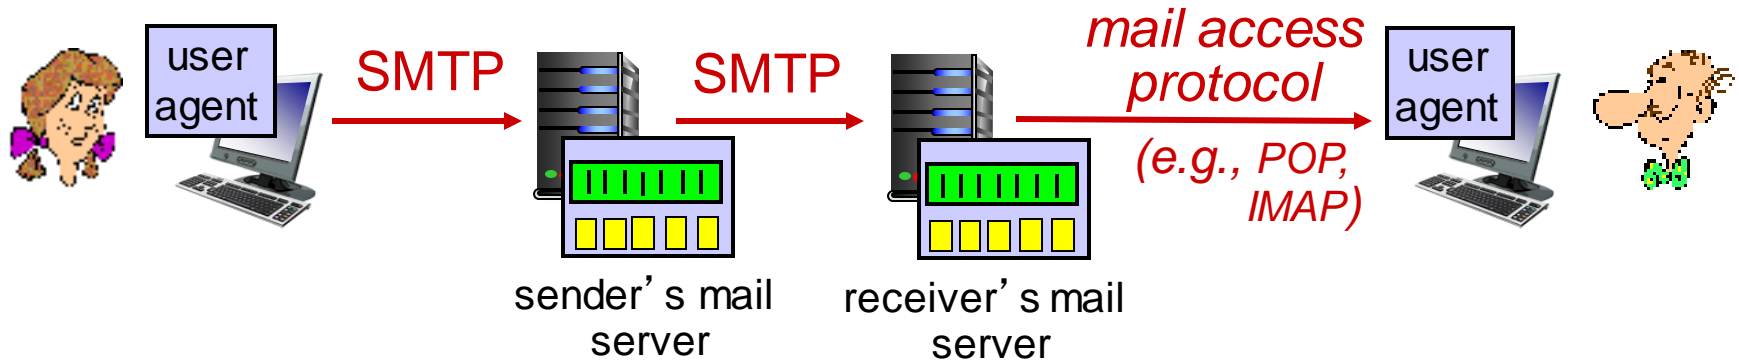 user
agent
SMTP
SMTP
mail access
protocol
(e.g., POP,
IMAP)
user
agent
sender’s mail
server
receiver’s mail
server